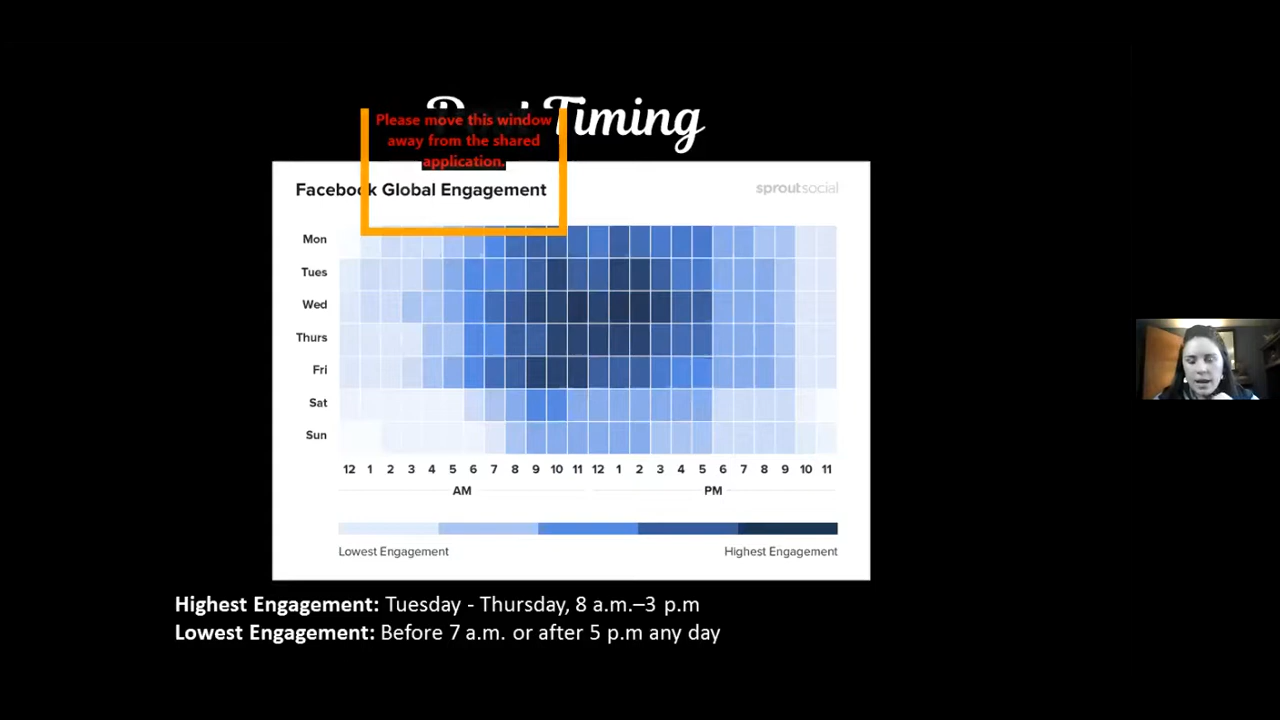 Post Timing
Please move this window
away from the shared
application.
Facebook Global Engagement
sproutsocial
Mon
Tues
Wed
Thurs
Fri
Sat
Sun
12 1 2 3 4 5 6 7 8 9 10 11 12 1 2 3 4 5 6 7 8 9 10 11
AM PM
Lowest Engagement Highest Engagement
Highest Engagement: Tuesday - Thursday, 8 a.m.–3 p.m
Lowest Engagement: Before 7 a.m. or after 5 p.m any day